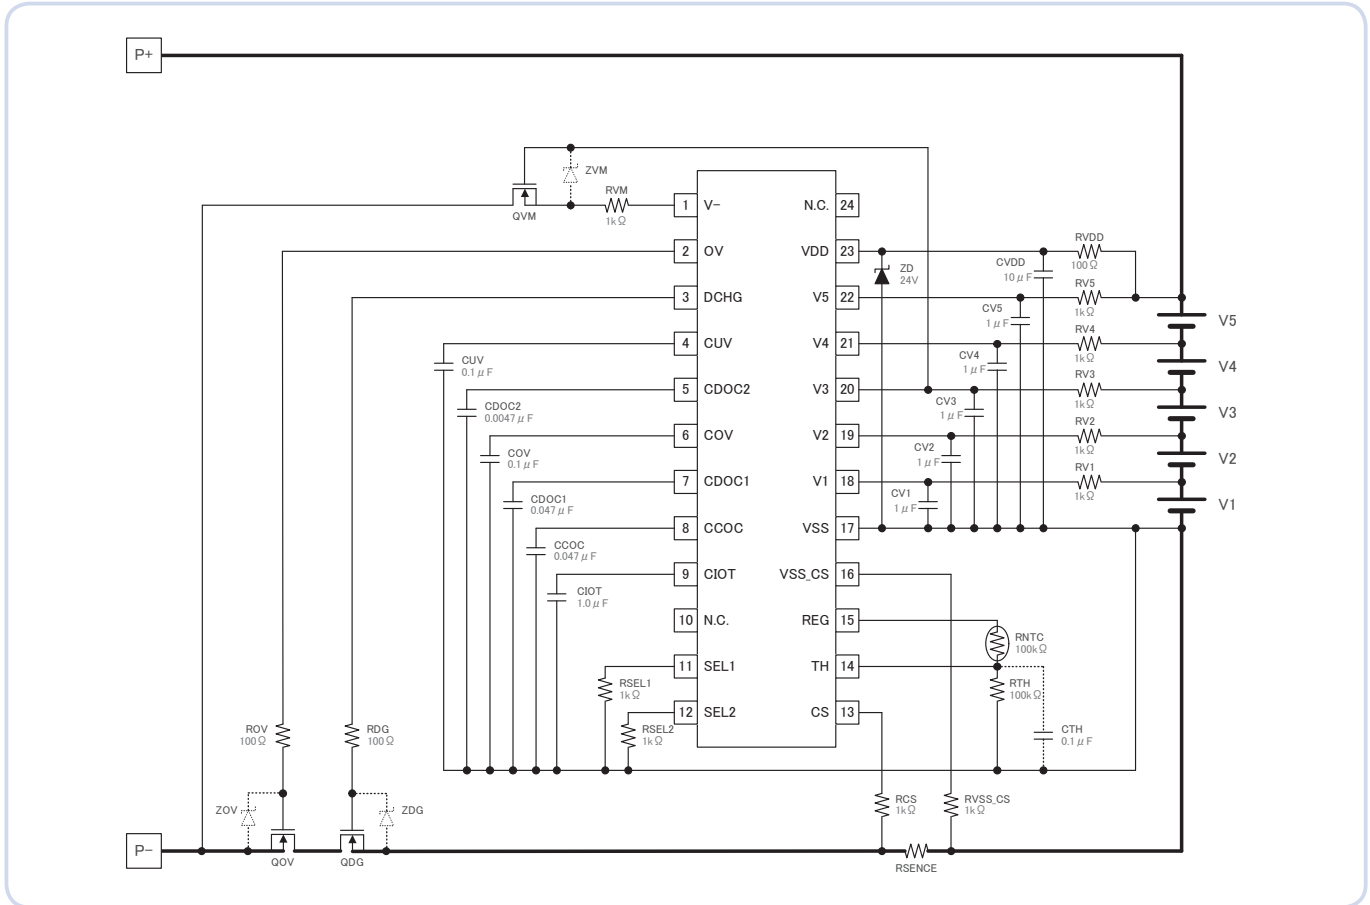 P+
ZVM
RVM
1kΩ
QVM
1 V-
2 OV
3 DCHG
4 CUV
5 CDOC2
6 COV
7 CDOC1
8 CCOC
9 CIOT
10 N.C.
11 SEL1
12 SEL2
N.C. 24
VDD 23
V5 22
V4 21
V3 20
V2 19
V1 18
VSS 17
VSS_CS 16
REG 15
TH 14
CS 13
CUV
0.1μF
CDOC2
0.0047μF
COV
0.1μF
CDOC1
0.047μF
CCOC
0.047μF
CIOT
1.0μF
RSEL1
1kΩ
RSEL2
1kΩ
ZD
24V
CVDD
10μF
CV5
1μF
CV4
1μF
CV3
1μF
CV2
1μF
CV1
1μF
RVDD
100Ω
RV5
1kΩ
RV4
1kΩ
RV3
1kΩ
RV2
1kΩ
RV1
1kΩ
V5
V4
V3
V2
V1
RNTC
100kΩ
RTH
100kΩ
CTH
0.1μF
ROV
100Ω
RDG
100Ω
ZOV
ZDG
RCS
1kΩ
RVSS_CS
1kΩ
P-
QOV
QDG
RSENCE